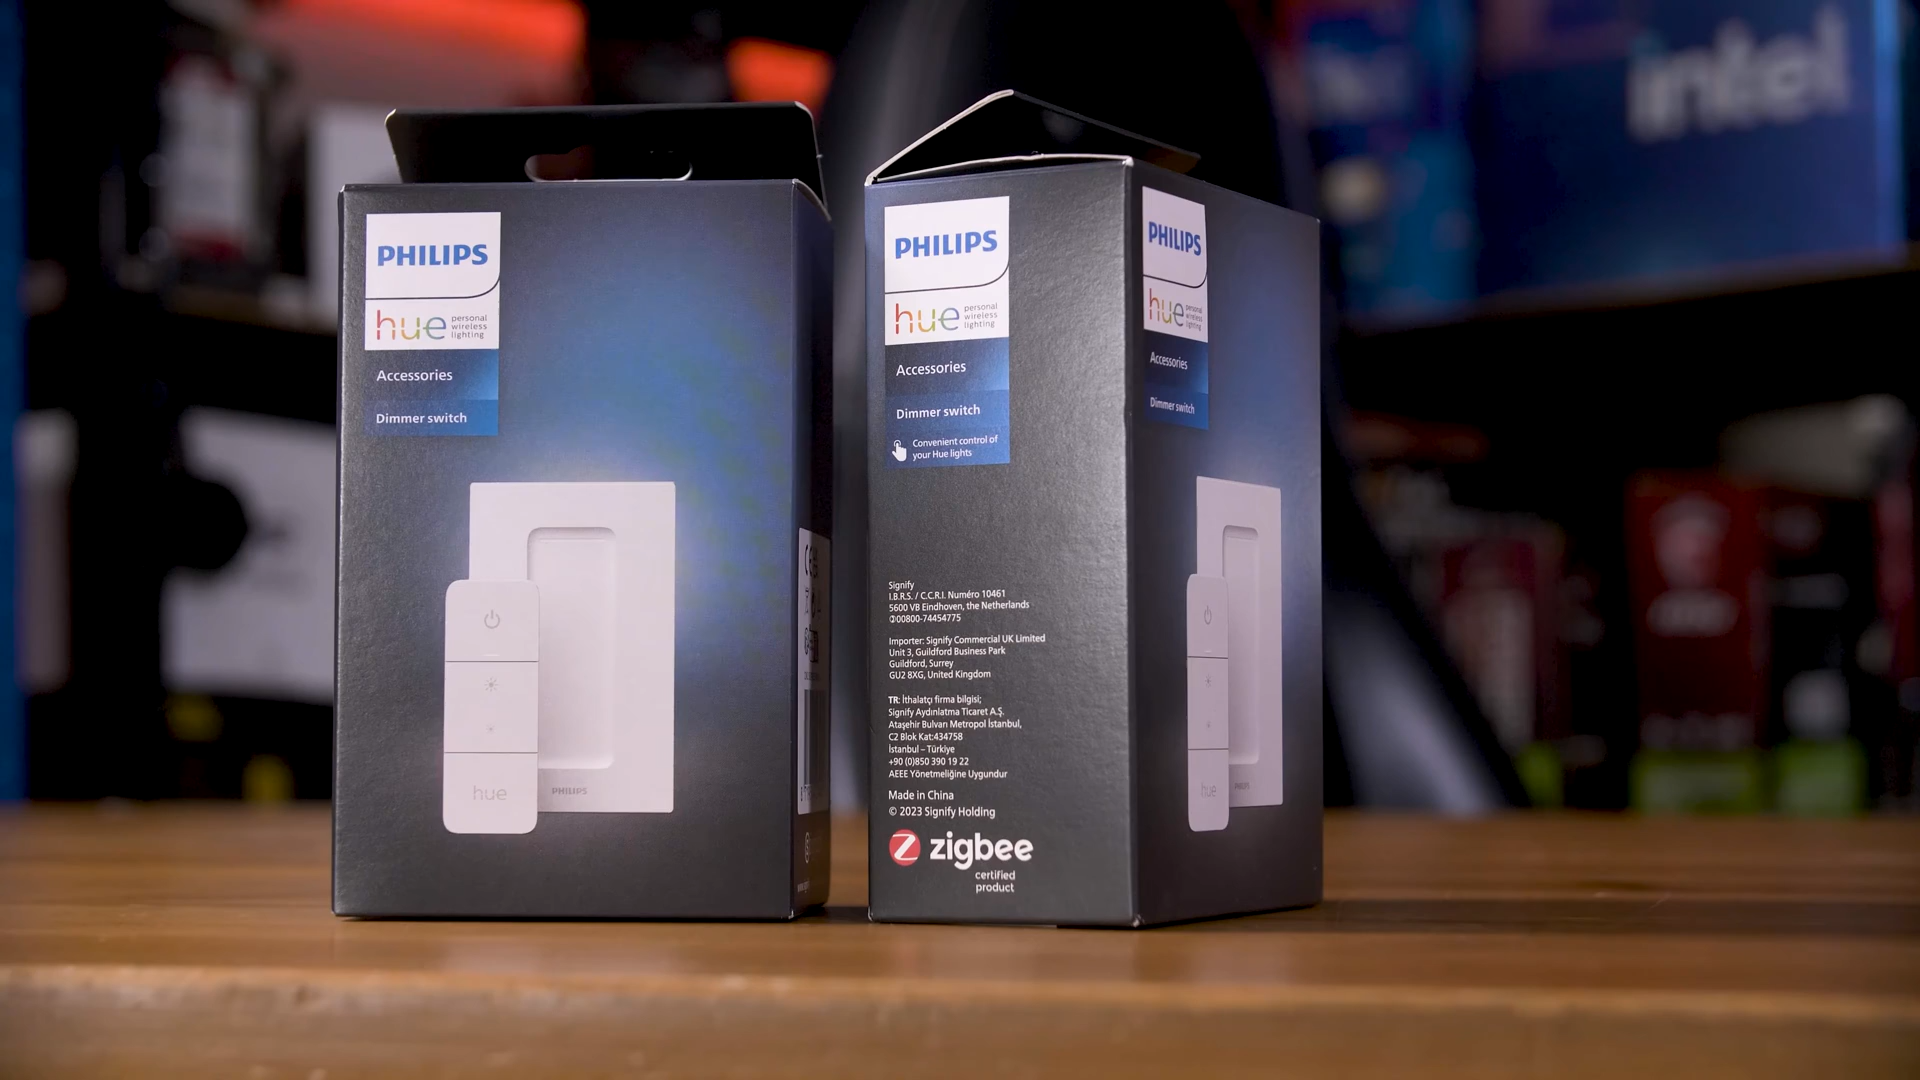 intel
PHILIPS
hue personal
wireless
lighting
Accessories
Dimmer switch
hue
PHILIPS
PHILIPS
hue personal
wireless
lighting
Accessories
Dimmer switch
Convenient control of
your Hue lights
Signify
I.B.R.S. / C.C.R.I. Numéro 10461
5600 VB Eindhoven, the Netherlands
00800-74454775
Importer: Signify Commercial UK Limited
Unit 3, Guildford Business Park
Guildford, Surrey
GU2 8XG, United Kingdom
TR: İthalatçı firma bilgisi;
Signify Aydınlatma Ticaret A.Ş.
Ataşehir Bulvarı Metropol İstanbul,
C2 Blok Kat:434758
İstanbul – Türkiye
+90 (0)850 390 19 22
AEEE Yönetmeliğine Uygundur
Made in China
© 2023 Signify Holding
zigbee
certified
product
PHILIPS
hue personal
wireless
lighting
Accessories
Dimmer switch
hue
PHILIPS